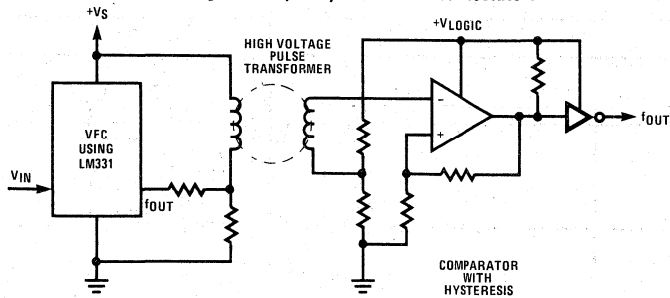 +VS
+VLOGIC
HIGH VOLTAGE
PULSE
TRANSFORMER
VFC
USING
LM331
VIN
fOUT
−
+
fOUT
COMPARATOR
WITH
HYSTERESIS